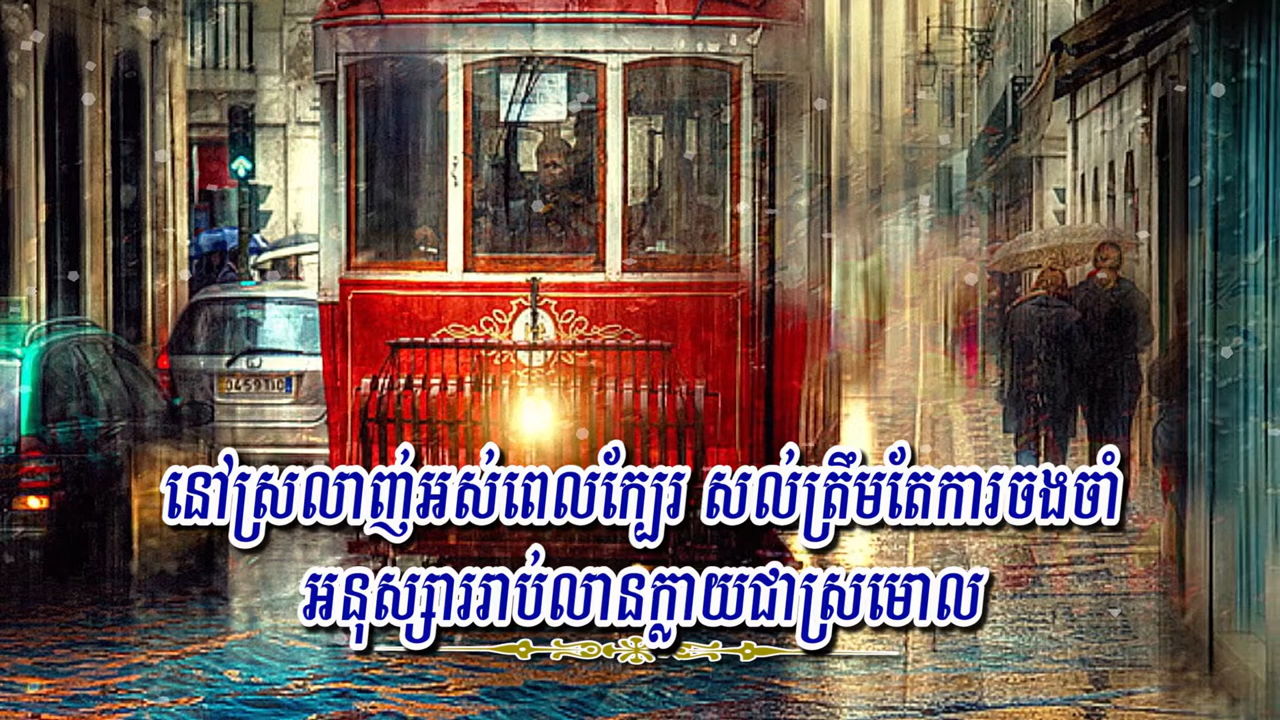 នៅស្រលាញ់អស់ពេលក្បែរ សល់ត្រឹមតែការចងចាំ
អនុស្សាវរាប់លានក្លាយជាស្រមោល